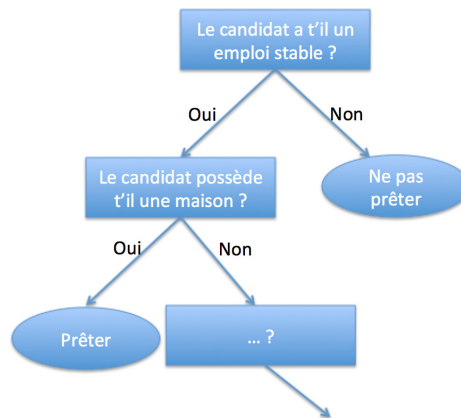 Le candidat a t'il un
emploi stable ?
Oui
Non
Le candidat possède
t'il une maison ?
Ne pas
prêter
Oui
Non
Prêter
... ?